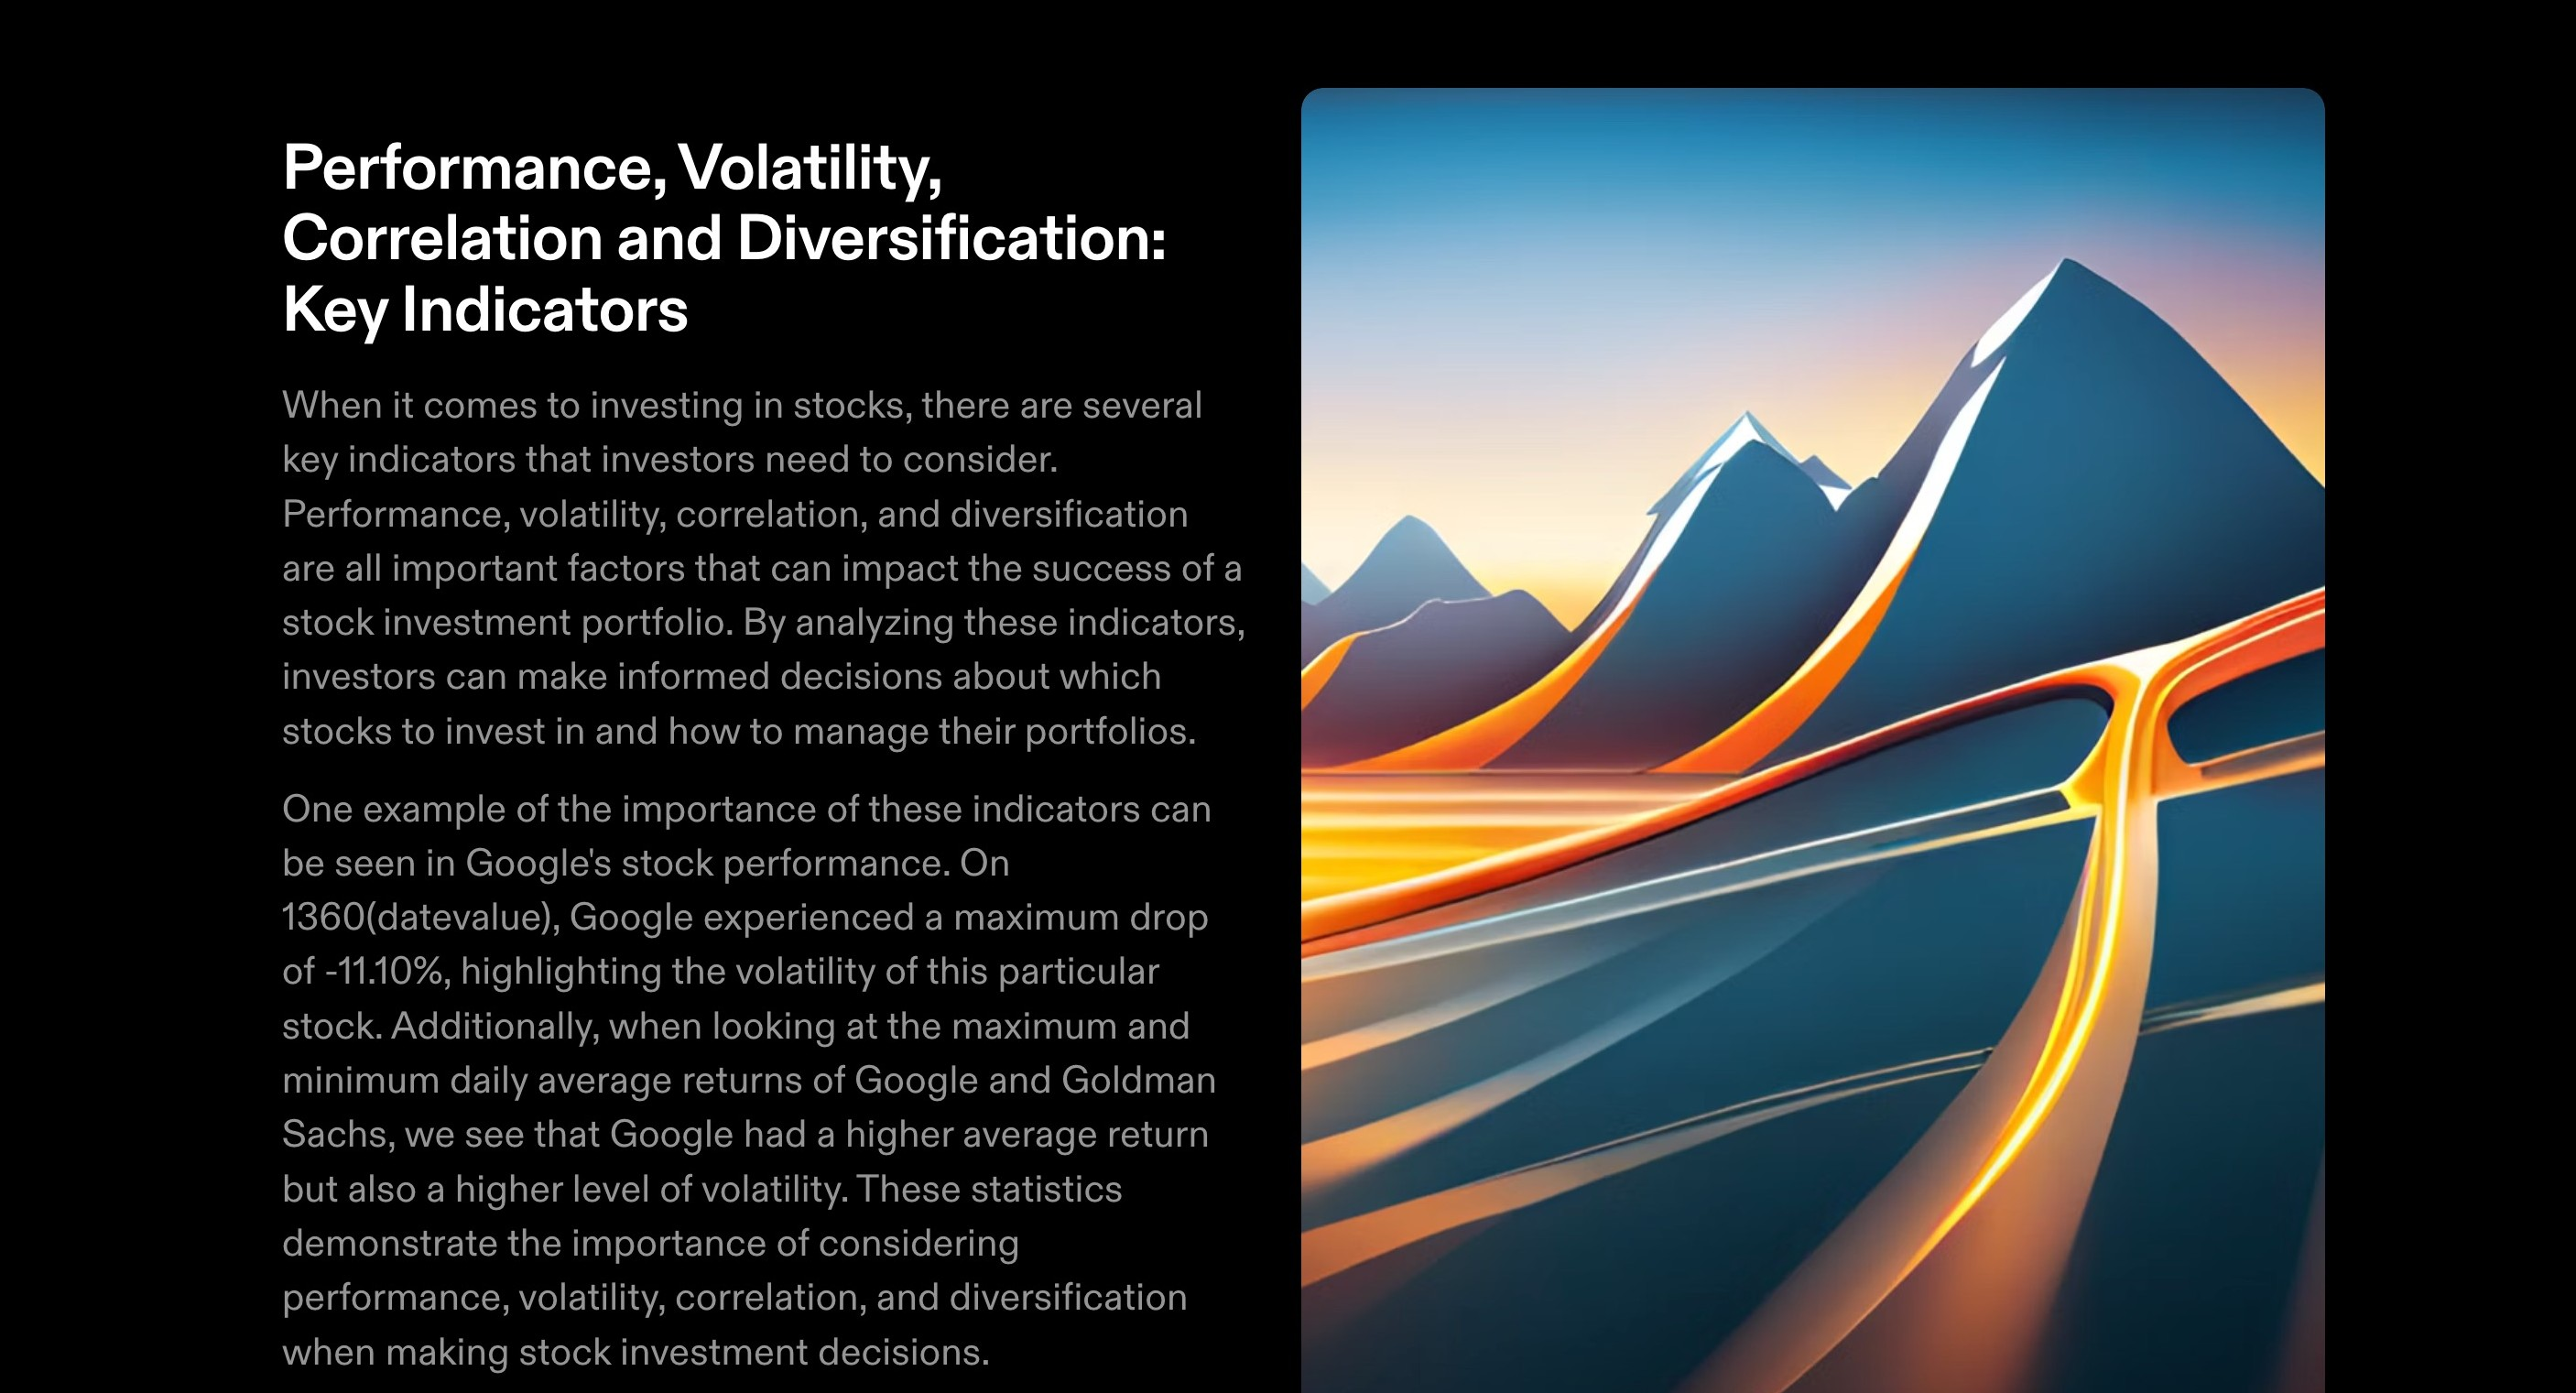 Performance, Volatility,
Correlation and Diversification:
Key Indicators
When it comes to investing in stocks, there are several
key indicators that investors need to consider.
Performance, volatility, correlation, and diversification
are all important factors that can impact the success of a
stock investment portfolio. By analyzing these indicators,
investors can make informed decisions about which
stocks to invest in and how to manage their portfolios.
One example of the importance of these indicators can
be seen in Google's stock performance. On
1360(datevalue), Google experienced a maximum drop
of -11.10%, highlighting the volatility of this particular
stock. Additionally, when looking at the maximum and
minimum daily average returns of Google and Goldman
Sachs, we see that Google had a higher average return
but also a higher level of volatility. These statistics
demonstrate the importance of considering
performance, volatility, correlation, and diversification
when making stock investment decisions.